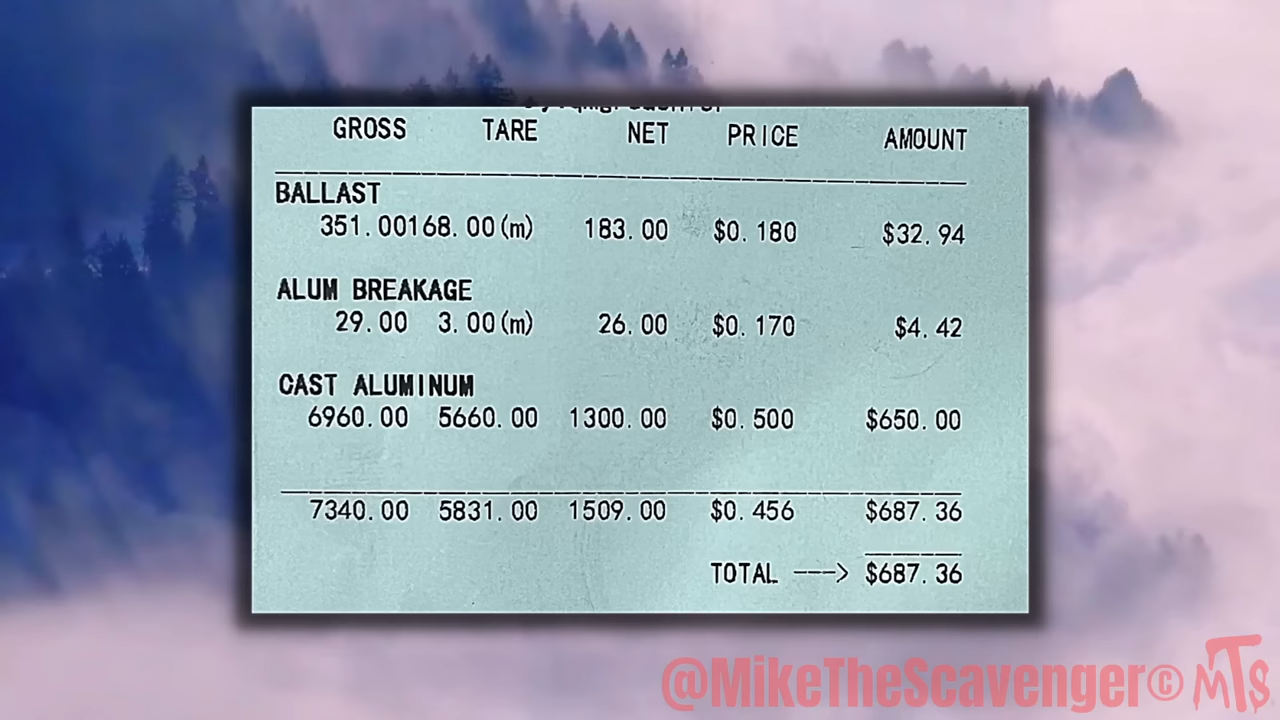 GROSS TARE NET PRICE AMOUNT
BALLAST
351.00168.00(m) 183.00 $0.180 $32.94
ALUM BREAKAGE
29.00 3.00(m) 26.00 $0.170 $4.42
CAST ALUMINUM
6960.00 5660.00 1300.00 $0.500 $650.00
7340.00 5831.00 1509.00 $0.456 $687.36
TOTAL ---> $687.36
@MikeTheScavenger© MTS